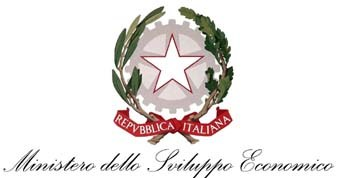 REPVBBLICA ITALIANA
Ministero dello Sviluppo Economico